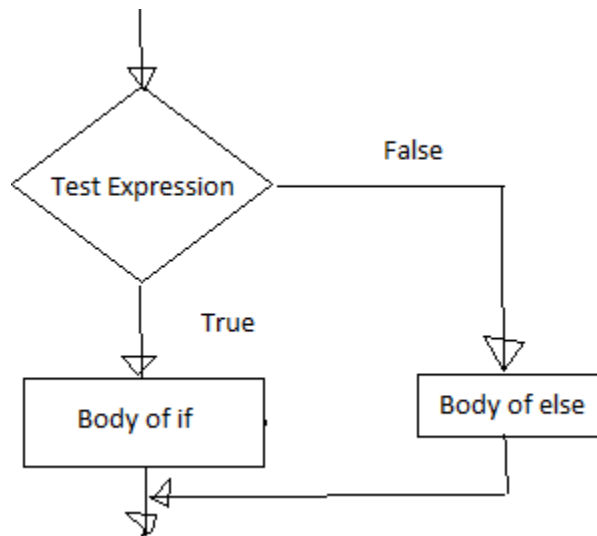 False
Test Expression
True
Body of if
Body of else